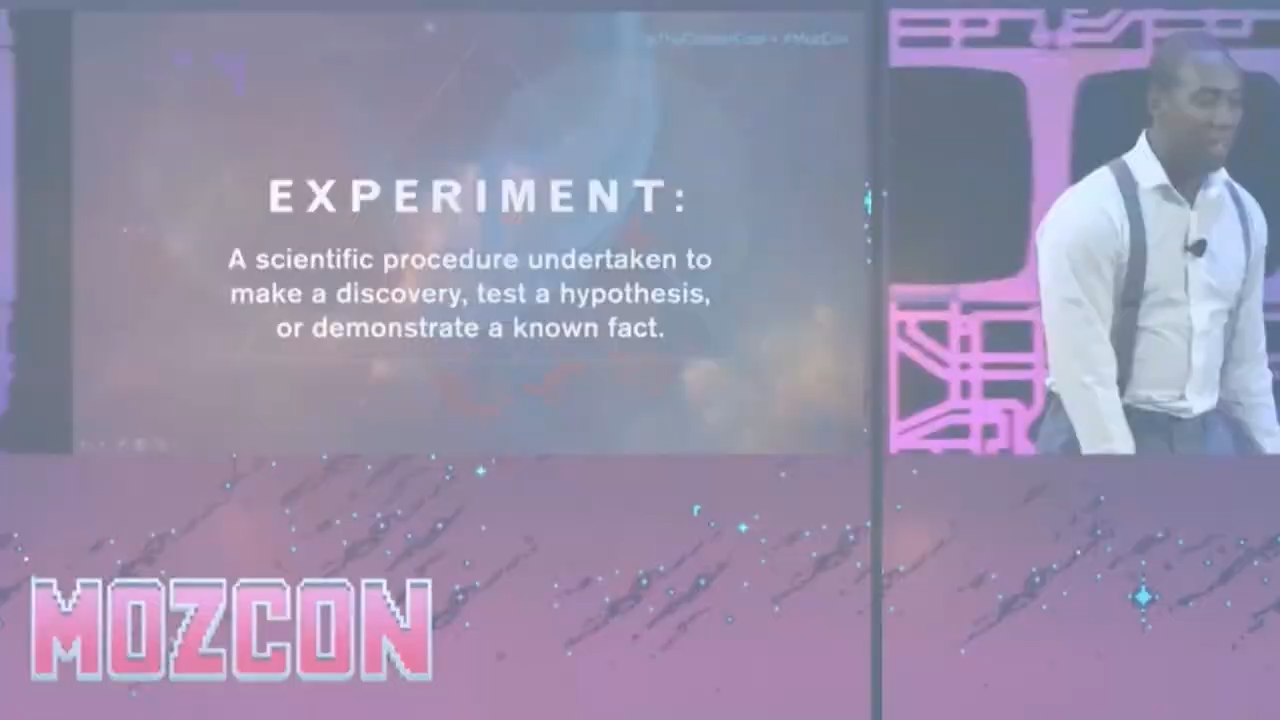 EXPERIMENT:
A scientific procedure undertaken to
make a discovery, test a hypothesis,
or demonstrate a known fact.
MOZCON